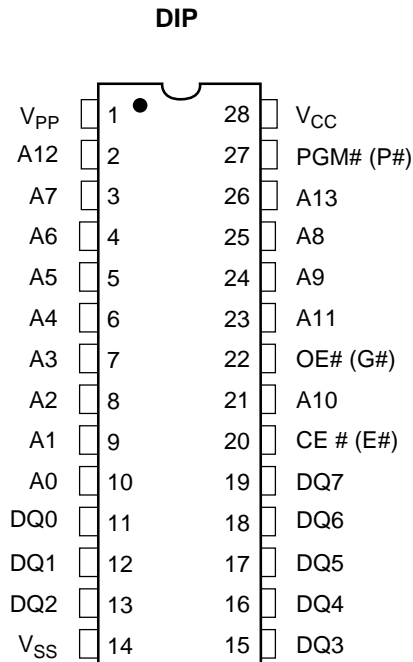 DIP
VPP 1 28 VCC
A12 2 27 PGM# (P#)
A7 3 26 A13
A6 4 25 A8
A5 5 24 A9
A4 6 23 A11
A3 7 22 OE# (G#)
A2 8 21 A10
A1 9 20 CE # (E#)
A0 10 19 DQ7
DQ0 11 18 DQ6
DQ1 12 17 DQ5
DQ2 13 16 DQ4
VSS 14 15 DQ3